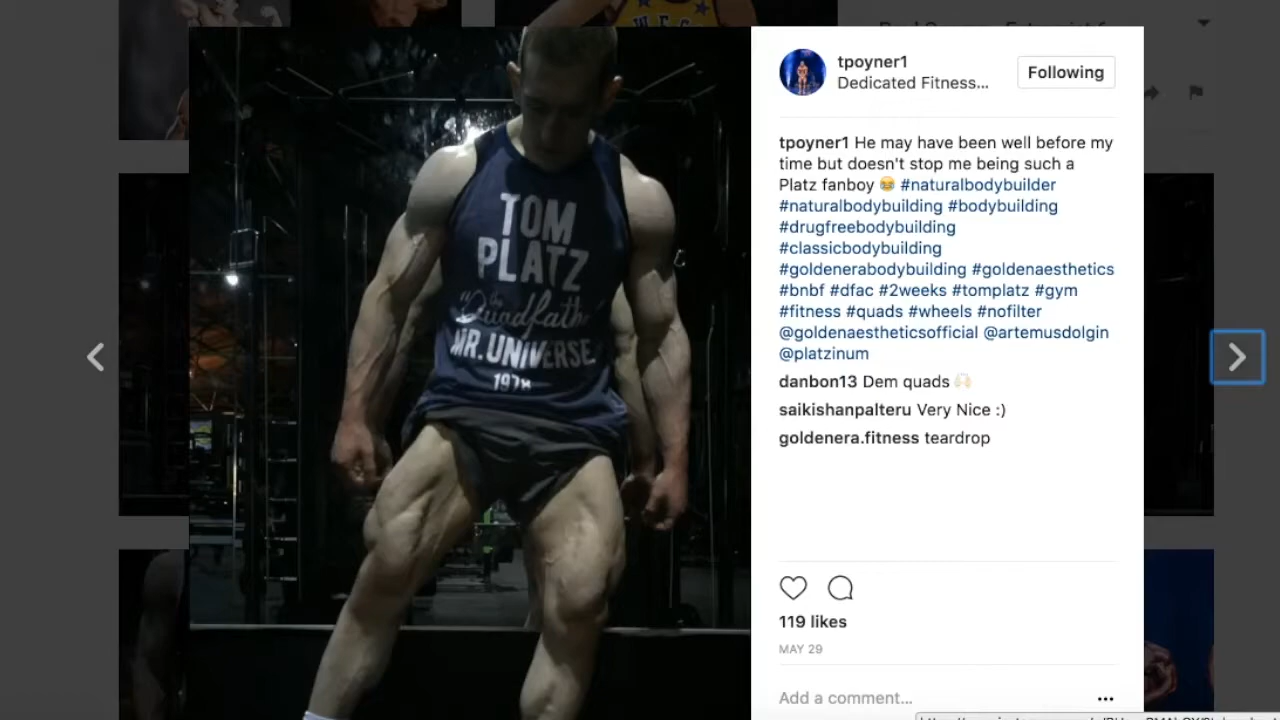 W.F.C
tpoyner1
Dedicated Fitness...
Following
TOM
PLATZ
"the
Quadfath
MR.UNIVERSE
1978
tpoyner1 He may have been well before my
time but doesn't stop me being such a
Platz fanboy 😂 #naturalbodybuilder
#naturalbodybuilding #bodybuilding
#drugfreebodybuilding
#classicbodybuilding
#goldenerabodybuilding #goldenaesthetics
#bnbf #dfac #2weeks #tomplatz #gym
#fitness #quads #wheels #nofilter
@goldenaestheticsofficial @artemusdolgin
@platzinum
danbon13 Dem quads 🙌🏻
saikishanpalteru Very Nice :)
goldenera.fitness teardrop
119 likes
MAY 29
Add a comment...